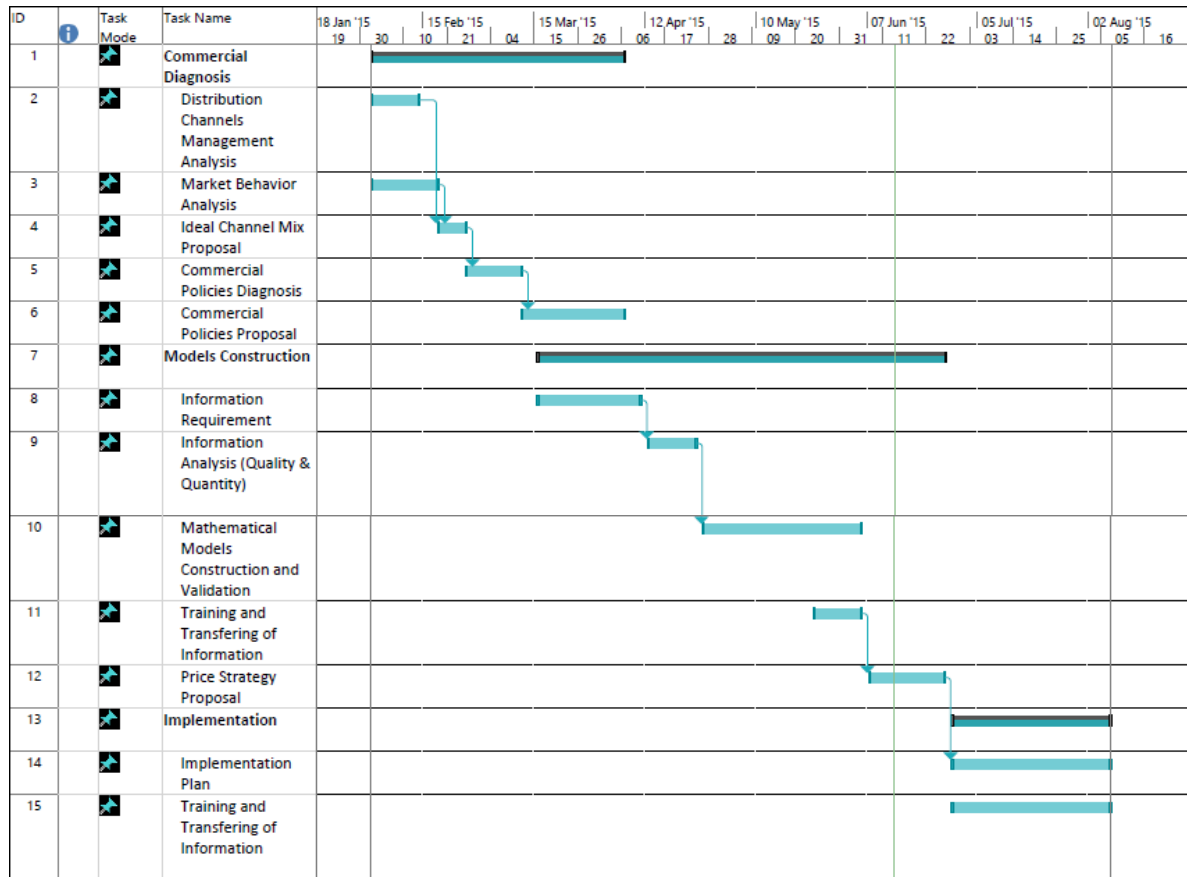 ID Task Mode Task Name 18 Jan '15 15 Feb '15 15 Mar '15 12 Apr '15 10 May '15 07 Jun '15 05 Jul '15 02 Aug '15
19 30 10 21 04 15 26 06 17 28 09 20 31 11 22 03 14 25 05 16
1 Commercial
Diagnosis
2 Distribution
Channels
Management
Analysis
3 Market Behavior
Analysis
4 Ideal Channel Mix
Proposal
5 Commercial
Policies Diagnosis
6 Commercial
Policies Proposal
7 Models Construction
8 Information
Requirement
9 Information
Analysis (Quality &
Quantity)
10 Mathematical
Models
Construction and
Validation
11 Training and
Transfering of
Information
12 Price Strategy
Proposal
13 Implementation
14 Implementation
Plan
15 Training and
Transfering of
Information